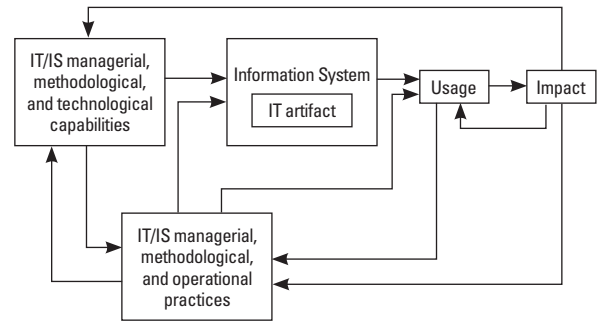 IT/IS managerial,
methodological,
and technological
capabilities
Information System
IT artifact
Usage
Impact
IT/IS managerial,
methodological,
and operational
practices